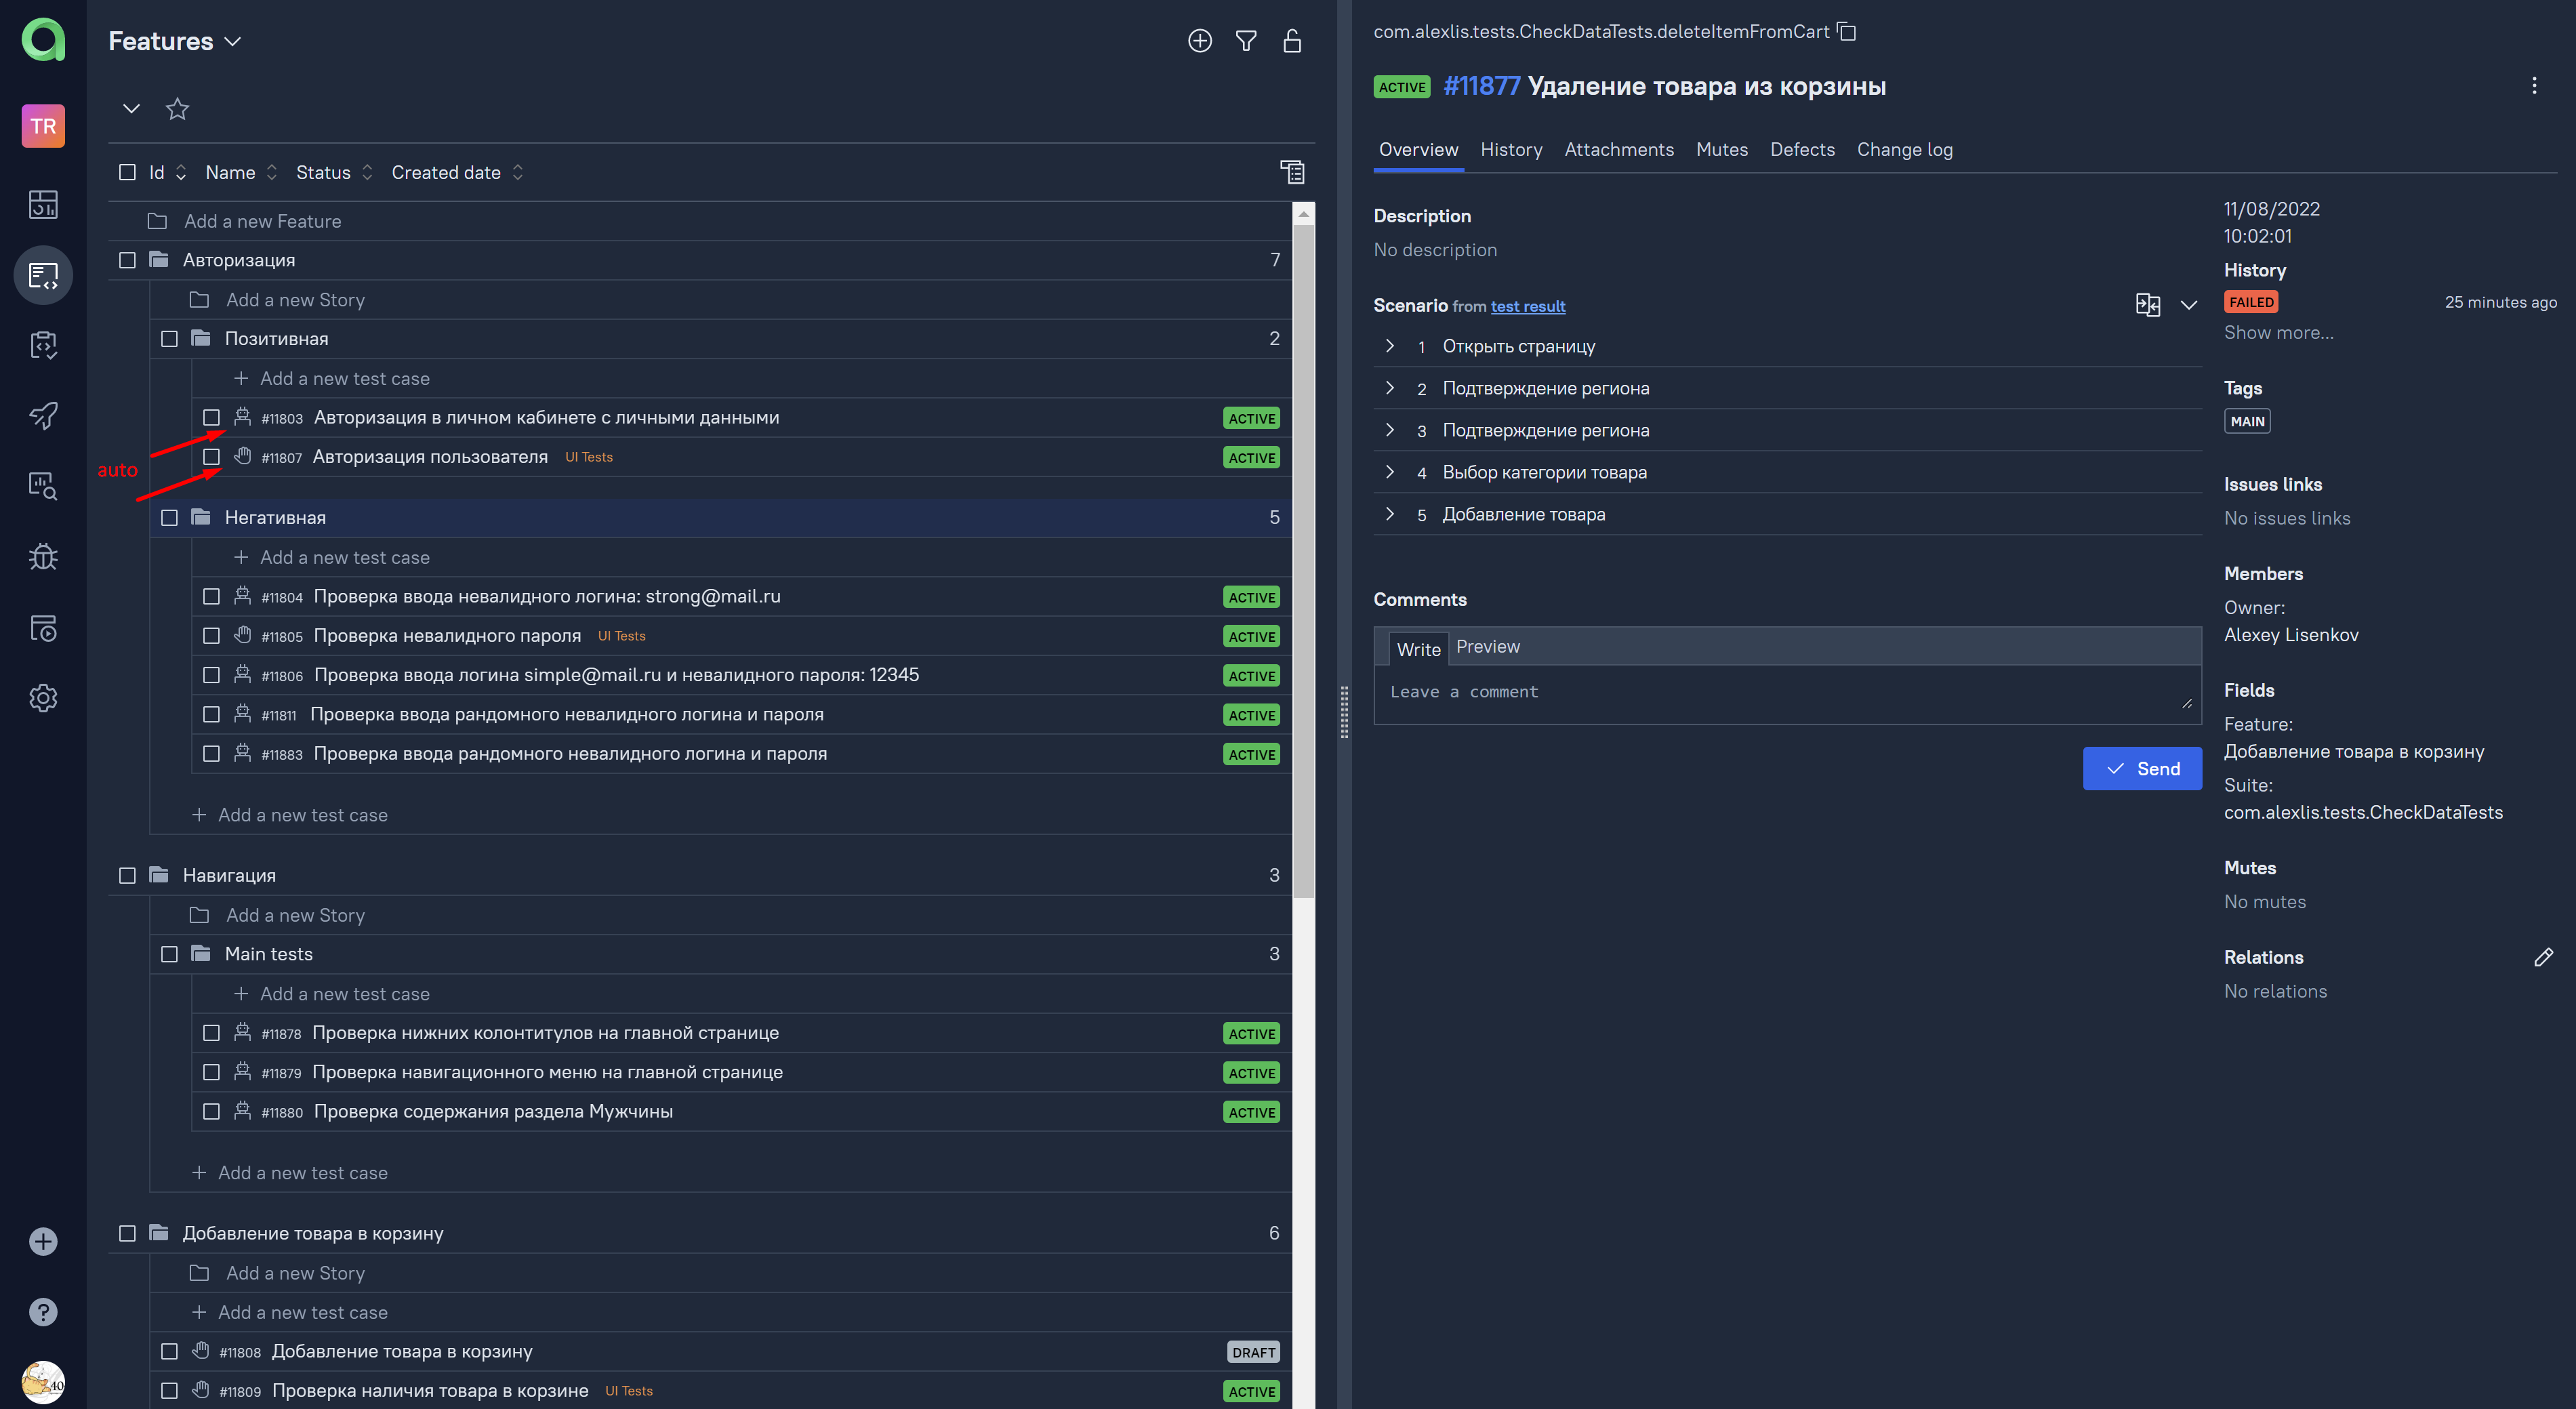 TR
Features
Id Name Status Created date
Add a new Feature
Авторизация 7
Add a new Story
Позитивная 2
Add a new test case
#11803 Авторизация в личном кабинете с личными данными ACTIVE
auto
#11807 Авторизация пользователя UI Tests ACTIVE
Негативная 5
Add a new test case
#11804 Проверка ввода невалидного логина: strong@mail.ru ACTIVE
#11805 Проверка невалидного пароля UI Tests ACTIVE
#11806 Проверка ввода логина simple@mail.ru и невалидного пароля: 12345 ACTIVE
#11811 Проверка ввода рандомного невалидного логина и пароля ACTIVE
#11883 Проверка ввода рандомного невалидного логина и пароля ACTIVE
Add a new test case
Навигация 3
Add a new Story
Main tests 3
Add a new test case
#11878 Проверка нижних колонтитулов на главной странице ACTIVE
#11879 Проверка навигационного меню на главной странице ACTIVE
#11880 Проверка содержания раздела Мужчины ACTIVE
Add a new test case
Добавление товара в корзину 6
Add a new Story
Add a new test case
#11808 Добавление товара в корзину DRAFT
#11809 Проверка наличия товара в корзине UI Tests ACTIVE
40
com.alexlis.tests.CheckDataTests.deleteItemFromCart
ACTIVE #11877 Удаление товара из корзины
Overview History Attachments Mutes Defects Change log
Description
No description
Scenario from test result
1 Открыть страницу
2 Подтверждение региона
3 Подтверждение региона
4 Выбор категории товара
5 Добавление товара
Comments
Write Preview
Leave a comment
Send
11/08/2022
10:02:01
History
FAILED 25 minutes ago
Show more...
Tags
MAIN
Issues links
No issues links
Members
Owner:
Alexey Lisenkov
Fields
Feature:
Добавление товара в корзину
Suite:
com.alexlis.tests.CheckDataTests
Mutes
No mutes
Relations
No relations